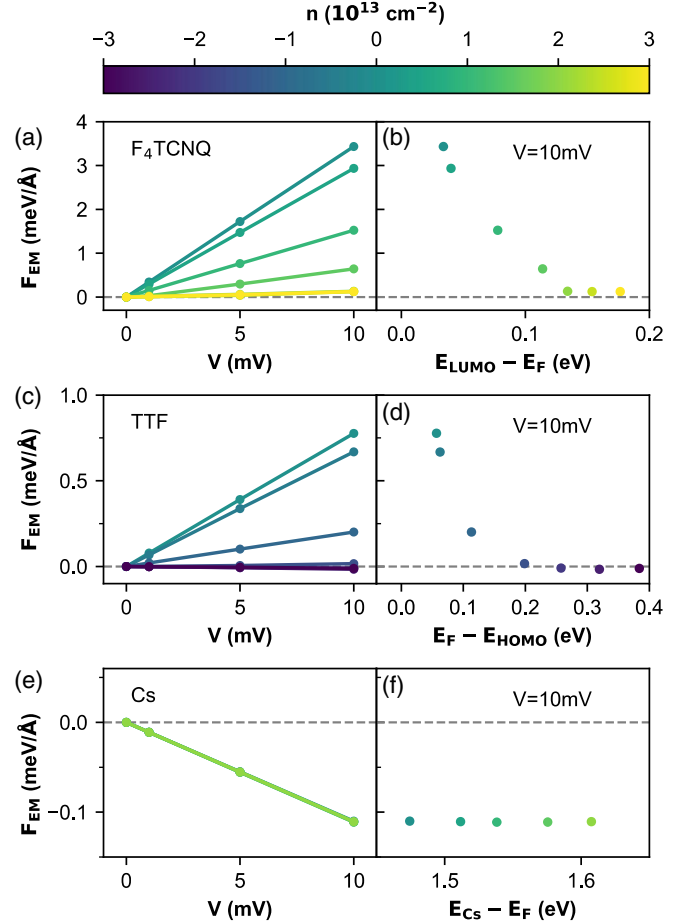 n (10¹³ cm⁻²)
−3 −2 −1 0 1 2 3
(a) F₄TCNQ
F_EM (meV/Å)
4
3
2
1
0
0 5 10
V (mV)
(b) V=10mV
0.0 0.1 0.2
E_LUMO − E_F (eV)
(c) TTF
F_EM (meV/Å)
1.0
0.5
0.0
0 5 10
V (mV)
(d) V=10mV
0.0 0.1 0.2 0.3 0.4
E_F − E_HOMO (eV)
(e) Cs
F_EM (meV/Å)
0.0
−0.1
0 5 10
V (mV)
(f) V=10mV
1.5 1.6
E_Cs − E_F (eV)